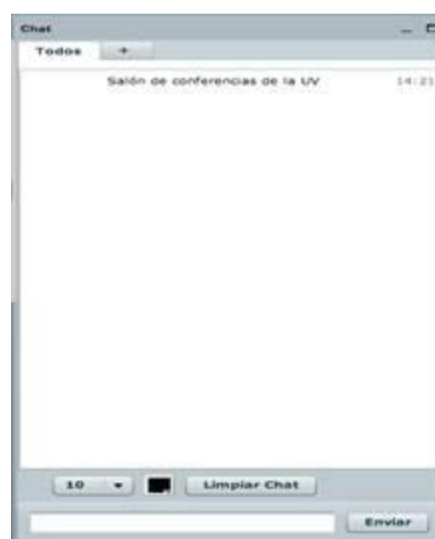 Chat
Todos +
Salón de conferencias de la UV 14:21
10 Limpiar Chat
Enviar